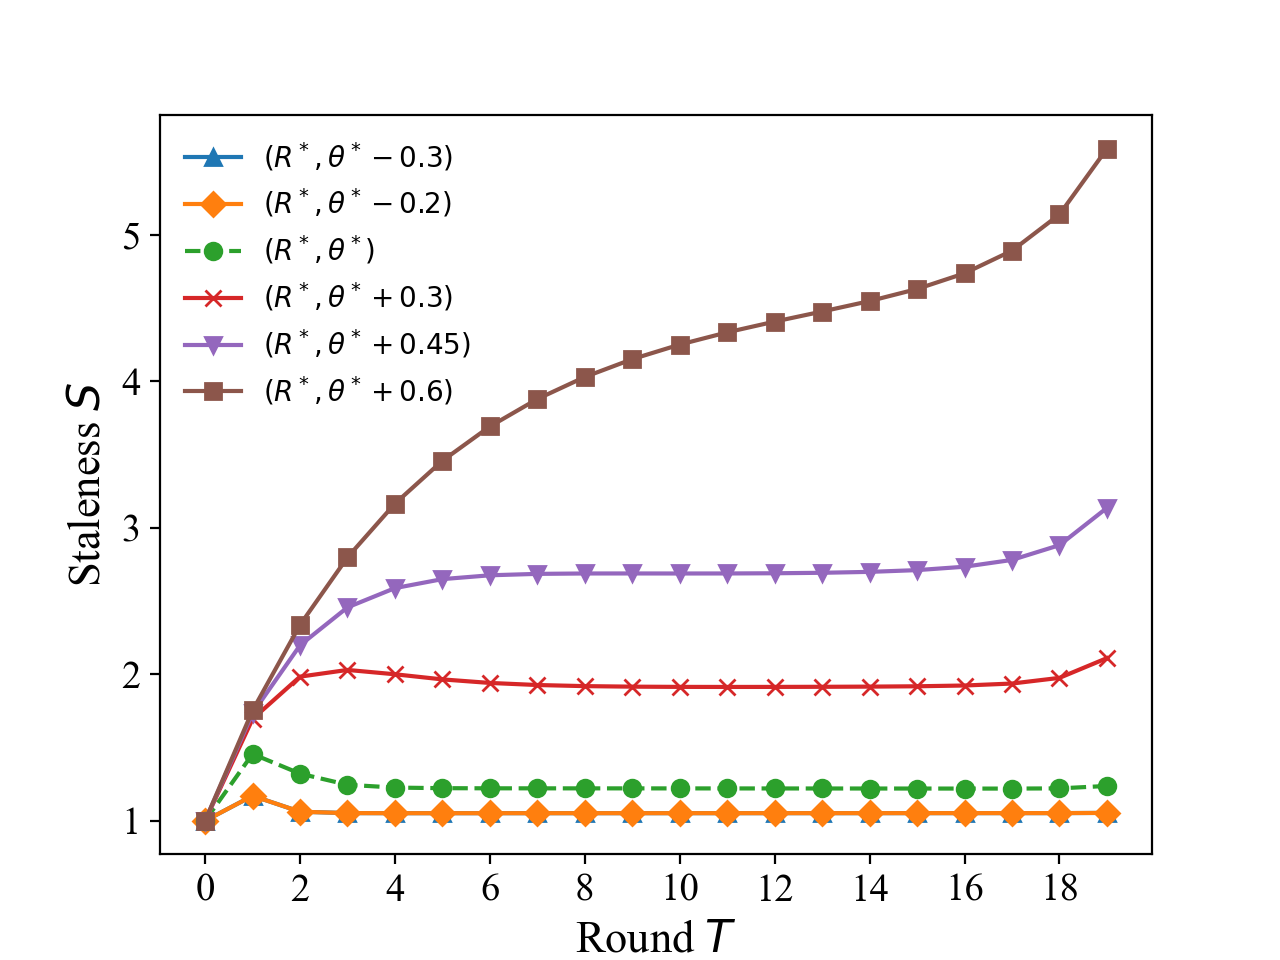 (R*, θ* − 0.3)
(R*, θ* − 0.2)
(R*, θ*)
(R*, θ* + 0.3)
(R*, θ* + 0.45)
(R*, θ* + 0.6)
Staleness S
5
4
3
2
1
0 2 4 6 8 10 12 14 16 18
Round T